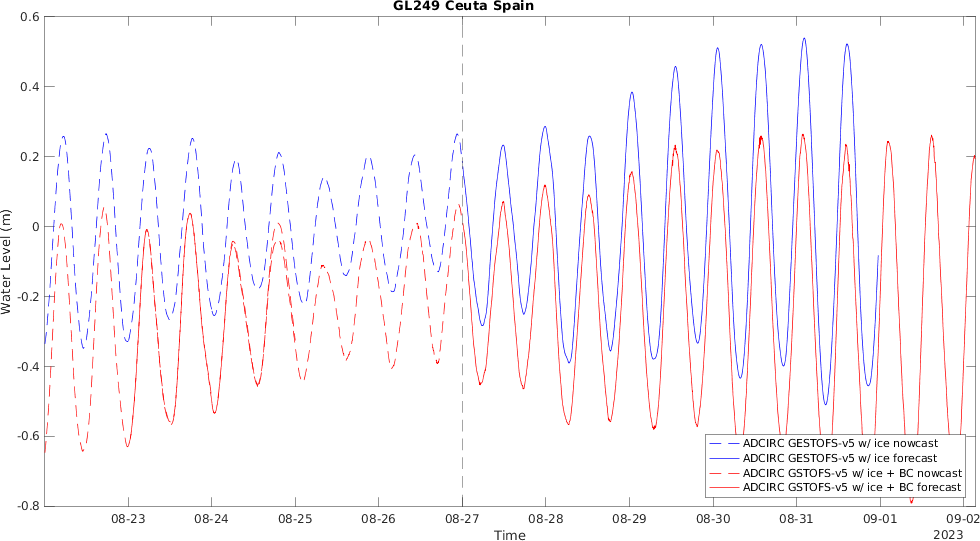 GL249 Ceuta Spain
0.6
0.4
0.2
0
-0.2
-0.4
-0.6
-0.8
Water Level (m)
ADCIRC GESTOFS-v5 w/ ice nowcast
ADCIRC GESTOFS-v5 w/ ice forecast
ADCIRC GSTOFS-v5 w/ ice + BC nowcast
ADCIRC GSTOFS-v5 w/ ice + BC forecast
08-23 08-24 08-25 08-26 08-27 08-28 08-29 08-30 08-31 09-01 09-02
Time
2023